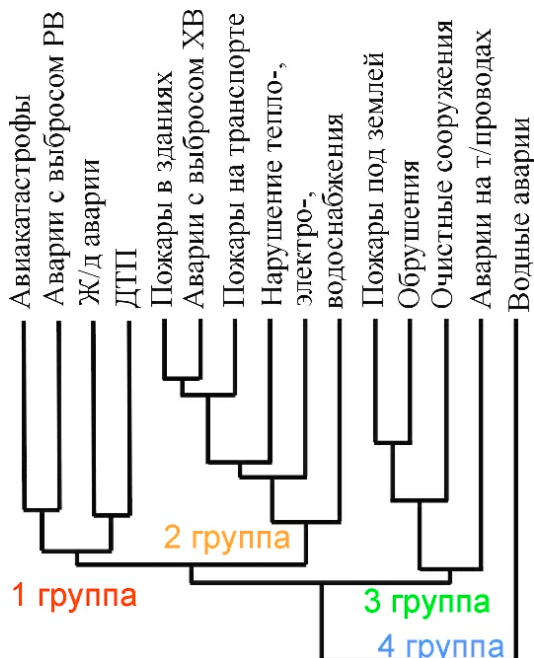 Авиакатастрофы
Аварии с выбросом РВ
Ж/д аварии
ДТП
Пожары в зданиях
Аварии с выбросом ХВ
Пожары на транспорте
Нарушение тепло-,
электро-,
водоснабжения
Пожары под землей
Обрушения
Очистные сооружения
Аварии на т/проводах
Водные аварии
2 группа
1 группа
3 группа
4 группа